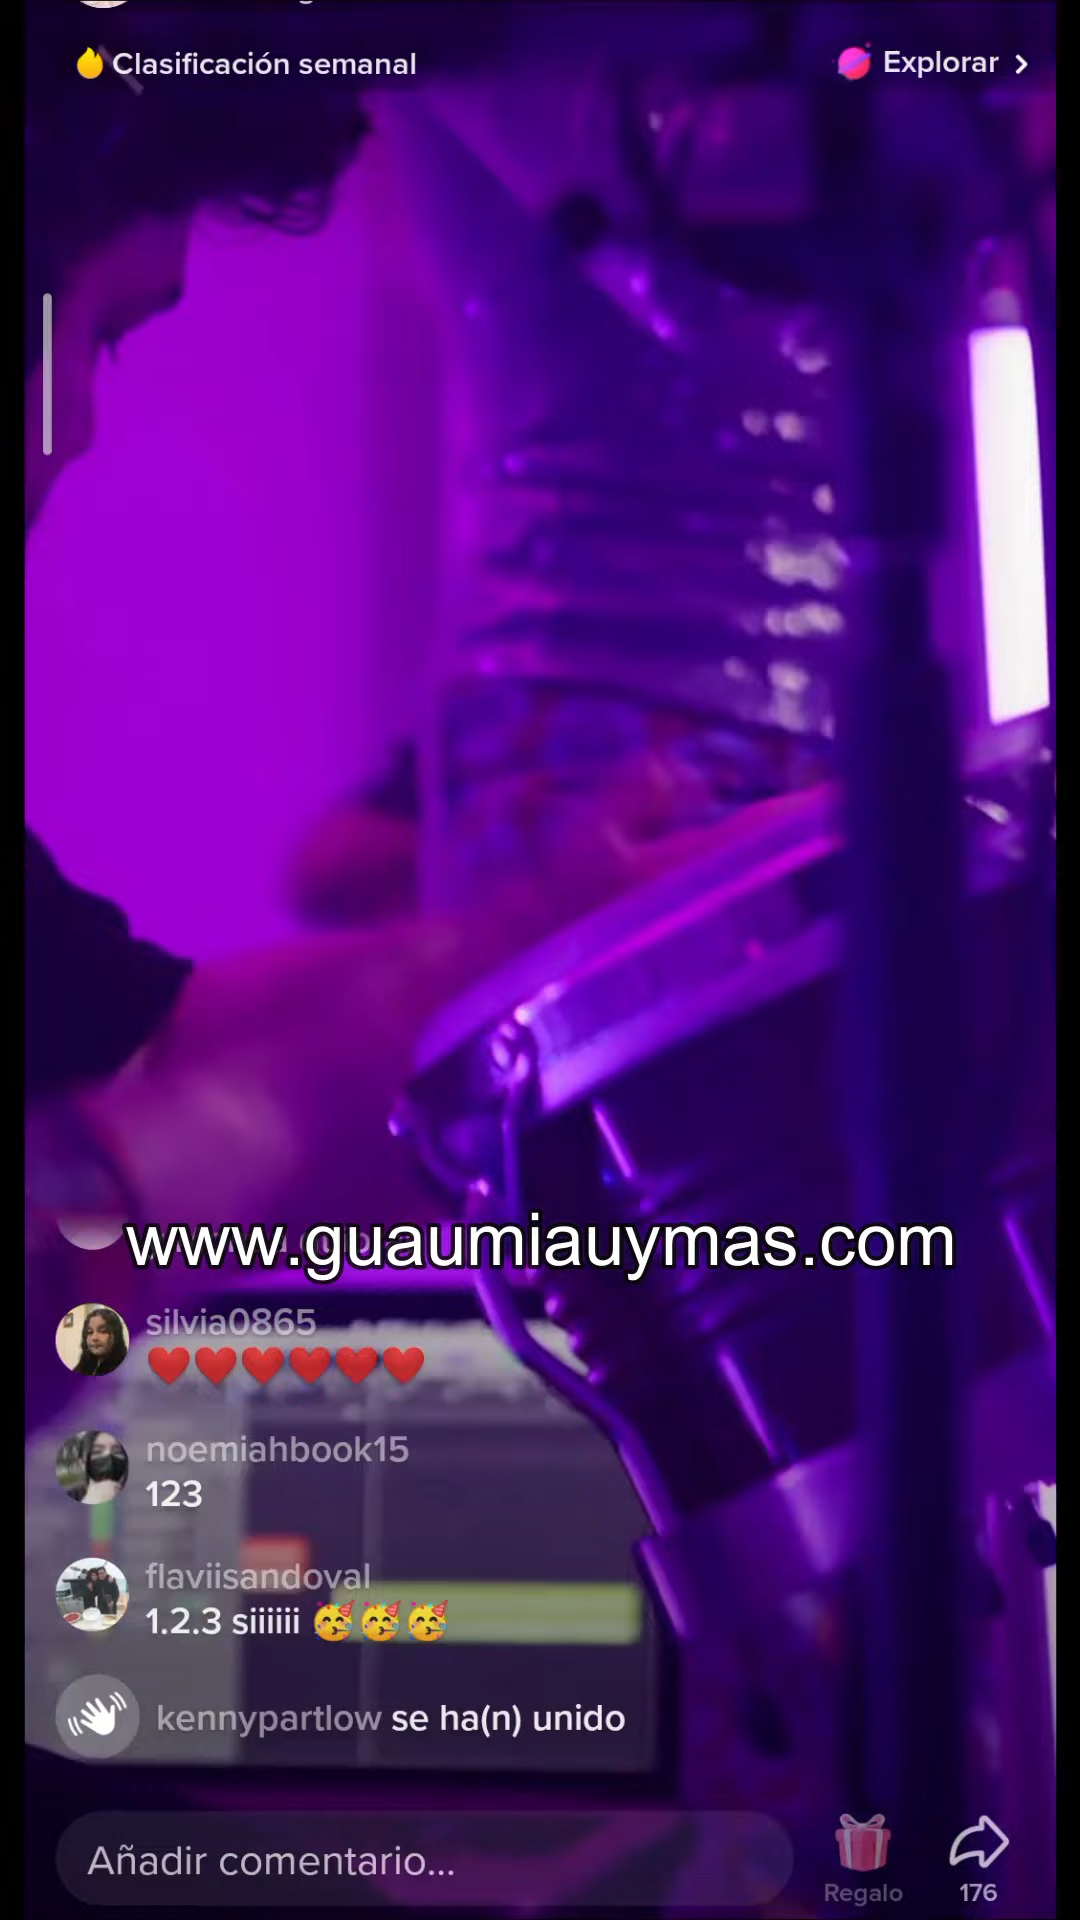 Clasificación semanal
Explorar
www.guaumiauymas.com
silvia0865
noemiahbook15
123
flaviisandoval
1.2.3 siiiiii
kennypartlow se ha(n) unido
Añadir comentario...
Regalo
176